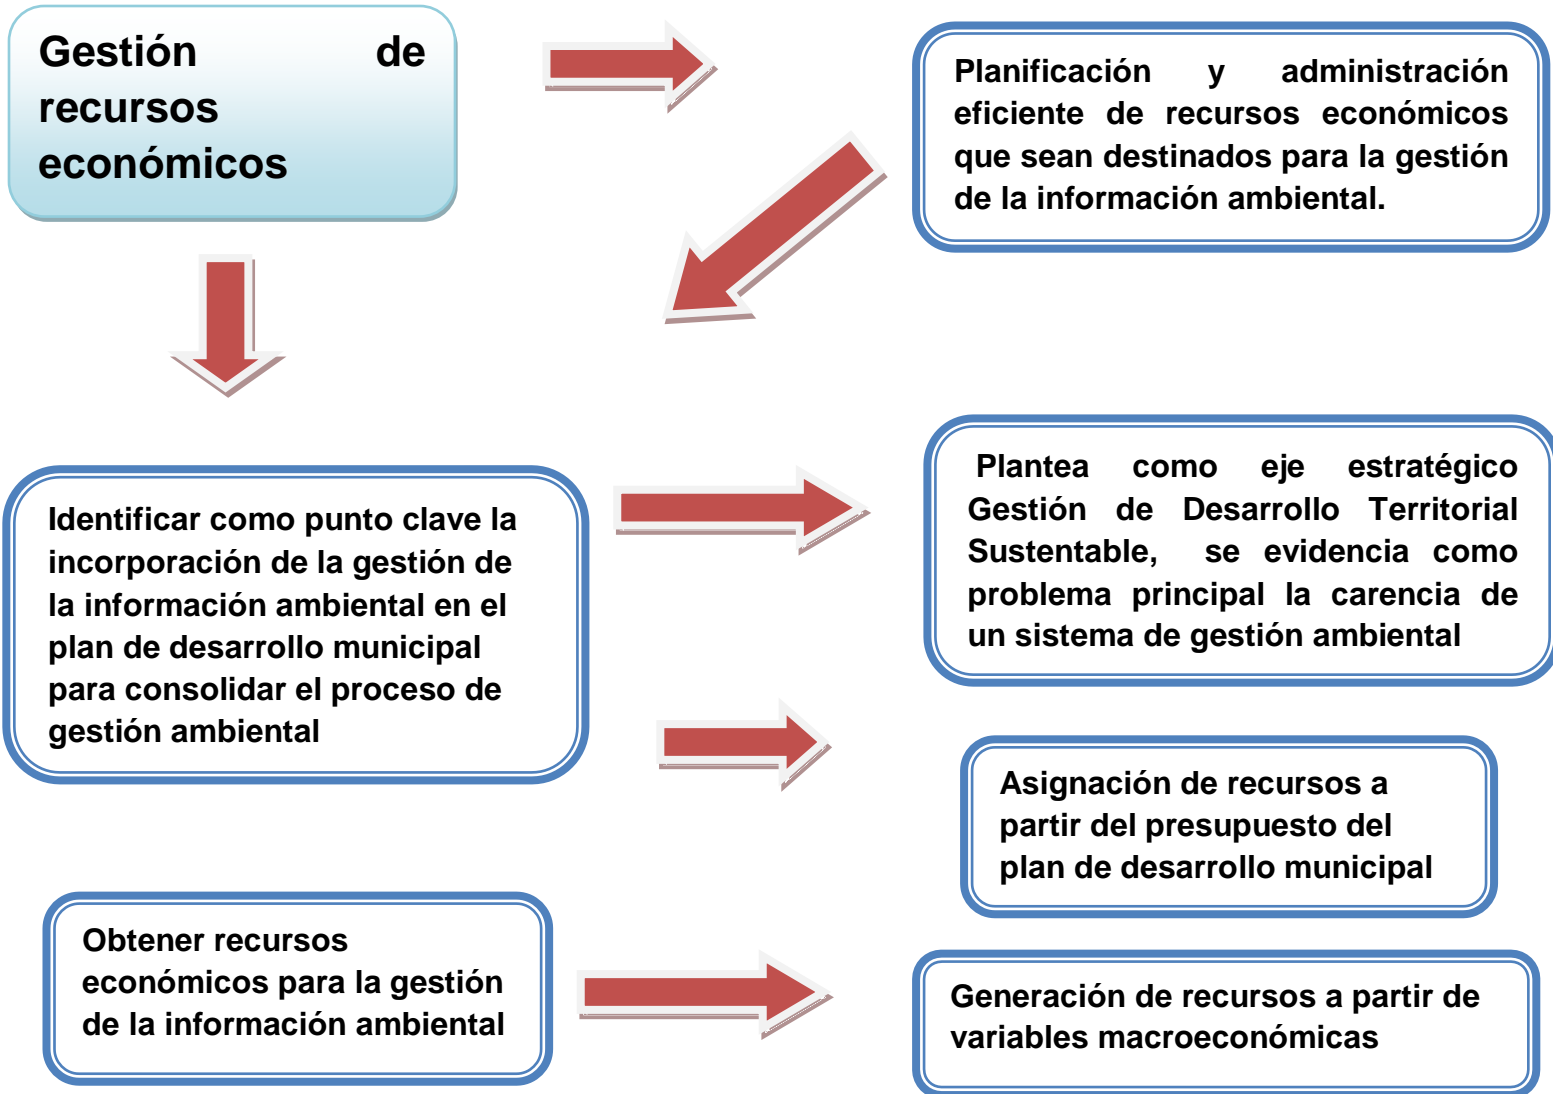 Gestión de
recursos
económicos
Planificación y administración
eficiente de recursos económicos
que sean destinados para la gestión
de la información ambiental.
Identificar como punto clave la
incorporación de la gestión de
la información ambiental en el
plan de desarrollo municipal
para consolidar el proceso de
gestión ambiental
Plantea como eje estratégico
Gestión de Desarrollo Territorial
Sustentable, se evidencia como
problema principal la carencia de
un sistema de gestión ambiental
Asignación de recursos a
partir del presupuesto del
plan de desarrollo municipal
Obtener recursos
económicos para la gestión
de la información ambiental
Generación de recursos a partir de
variables macroeconómicas